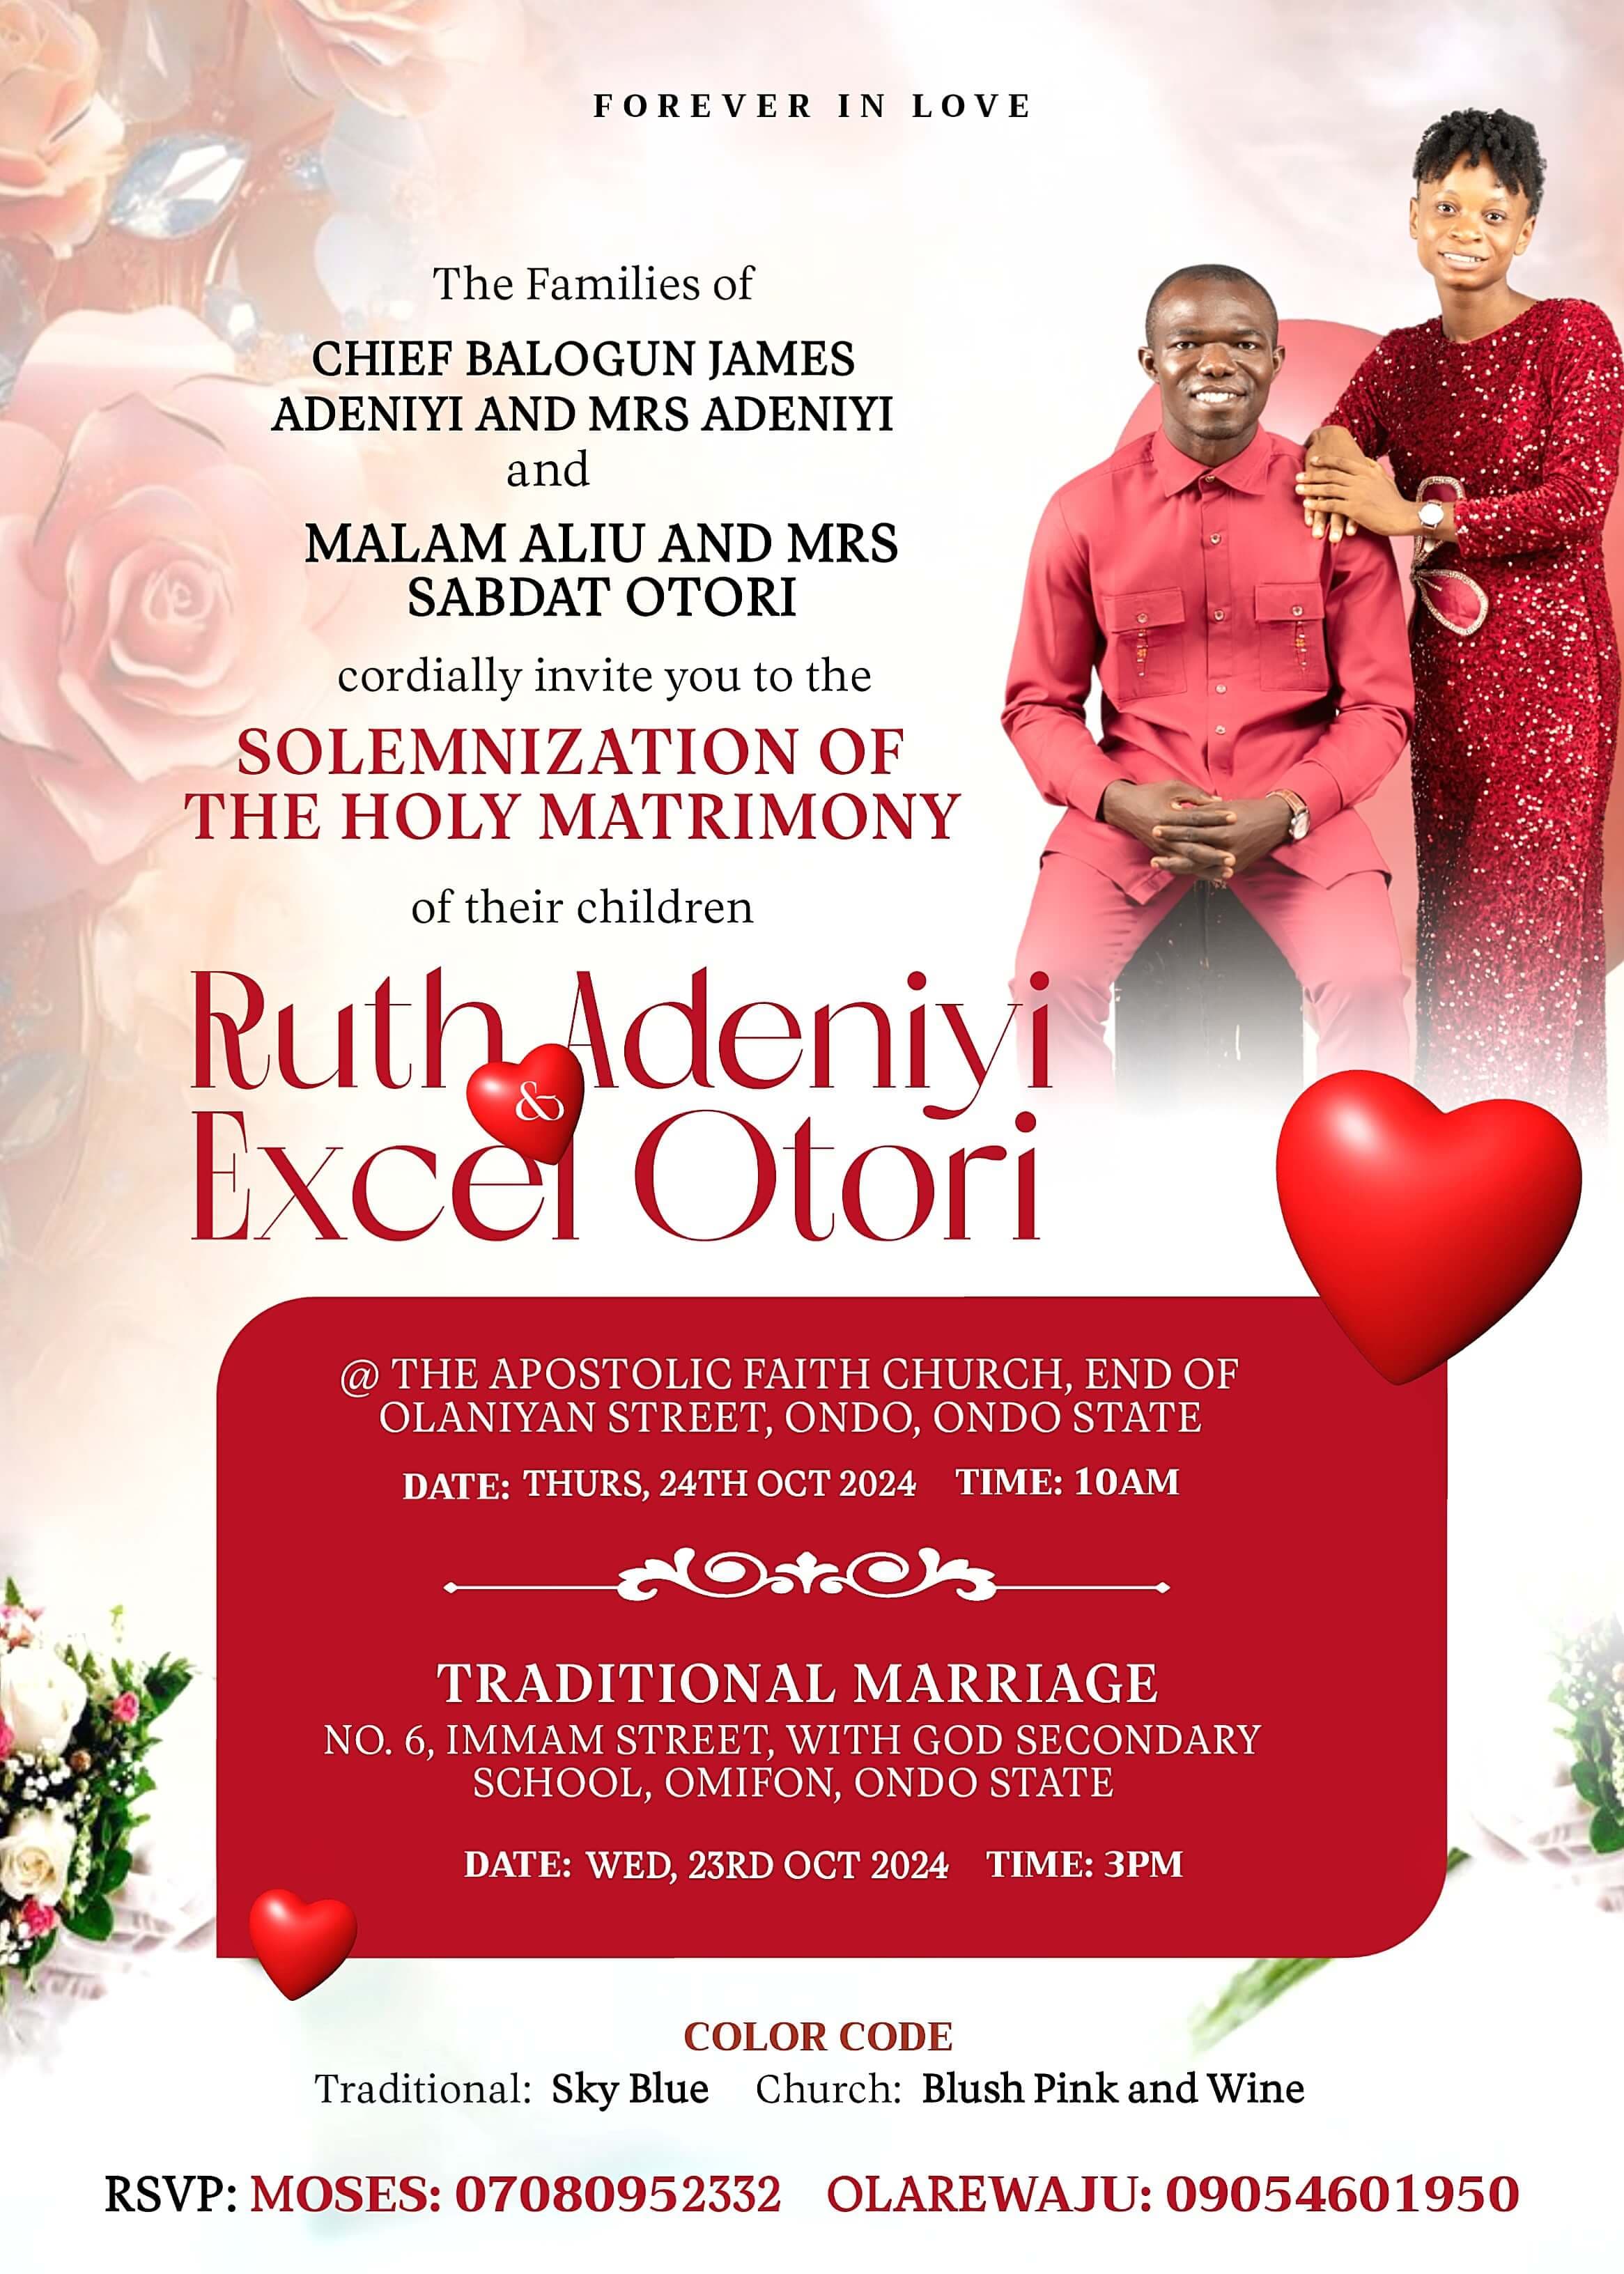 FOREVER IN LOVE
The Families of
CHIEF BALOGUN JAMES
ADENIYI AND MRS ADENIYI
and
MALAM ALIU AND MRS
SABDAT OTORI
cordially invite you to the
SOLEMNIZATION OF
THE HOLY MATRIMONY
of their children
Ruth Adeniyi
&
Excel Otori
@ THE APOSTOLIC FAITH CHURCH, END OF
OLANIYAN STREET, ONDO, ONDO STATE
DATE: THURS, 24TH OCT 2024 TIME: 10AM
TRADITIONAL MARRIAGE
NO. 6, IMMAM STREET, WITH GOD SECONDARY
SCHOOL, OMIFON, ONDO STATE
DATE: WED, 23RD OCT 2024 TIME: 3PM
COLOR CODE
Traditional: Sky Blue Church: Blush Pink and Wine
RSVP: MOSES: 07080952332 OLAREWAJU: 09054601950